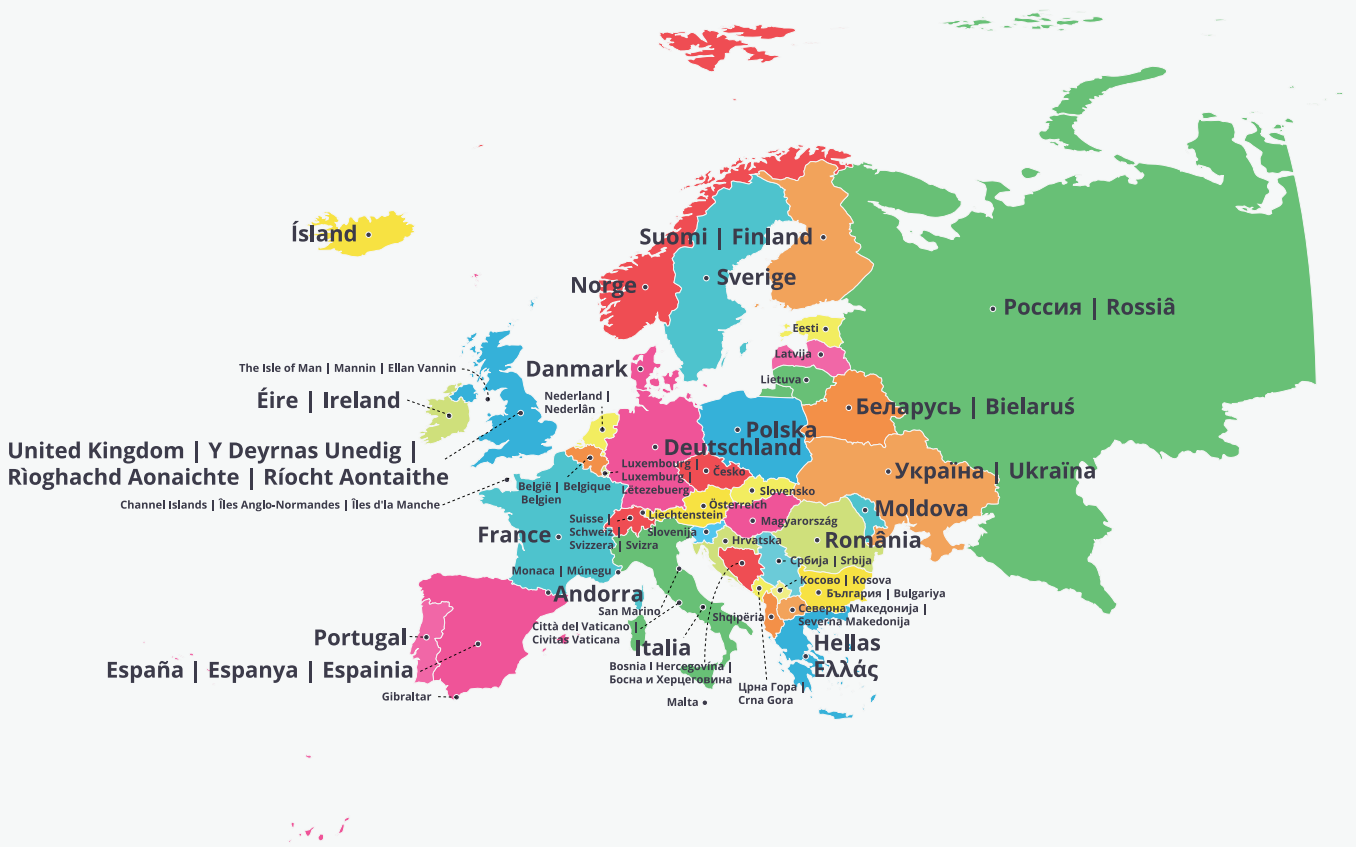 Ísland
Suomi | Finland
Sverige
Norge
Россия | Rossiâ
Eesti
Latvija
Lietuva
The Isle of Man | Mannin | Ellan Vannin
Danmark
Éire | Ireland
Nederland |
Nederlân
Беларусь | Bielaruś
Polska
Deutschland
United Kingdom | Y Deyrnas Unedig |
Rìoghachd Aonaichte | Ríocht Aontaithe
Luxembourg |
Luxemburg |
Lëtezebuerg
Česko
Україна | Ukraïna
België | Belgique
Belgien
Slovensko
Channel Islands | Îles Anglo-Normandes | Îles d'la Manche
Österreich
Liechtenstein
Moldova
Suisse |
Schweiz |
Svizzera | Svizra
Magyarország
France
Slovenija
Hrvatska
România
Србија | Srbija
Monaca | Múnegu
Косово | Kosova
Andorra
България | Bulgariya
San Marino
Shqipëria
Северна Македонија |
Severna Makedonija
Città del Vaticano |
Civitas Vaticana
Portugal
Italia
Hellas
Ελλάς
España | Espanya | Espainia
Bosnia I Hercegovína |
Босна и Херцеговина
Црна Гора |
Crna Gora
Gibraltar
Malta